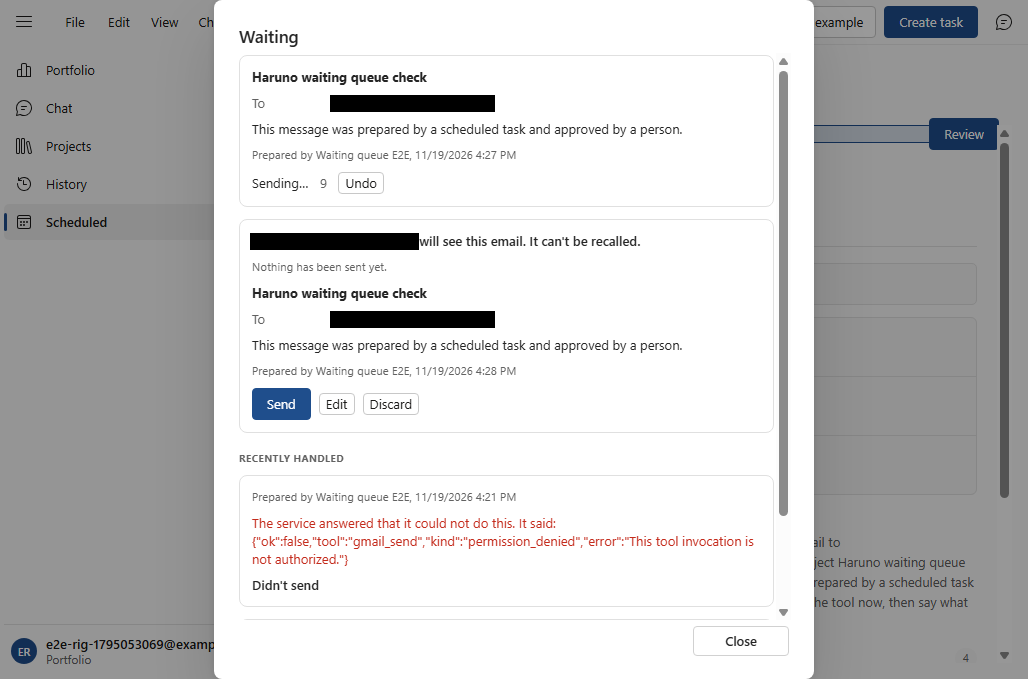 File Edit View Ch
example
Create task
Portfolio
Chat
Projects
History
Scheduled
Review
Waiting
Haruno waiting queue check
To
This message was prepared by a scheduled task and approved by a person.
Prepared by Waiting queue E2E, 11/19/2026 4:27 PM
Sending... 9 Undo
will see this email. It can't be recalled.
Nothing has been sent yet.
Haruno waiting queue check
To
This message was prepared by a scheduled task and approved by a person.
Prepared by Waiting queue E2E, 11/19/2026 4:28 PM
Send Edit Discard
RECENTLY HANDLED
Prepared by Waiting queue E2E, 11/19/2026 4:21 PM
The service answered that it could not do this. It said:
{"ok":false,"tool":"gmail_send","kind":"permission_denied","error":"This tool invocation is
not authorized."}
Didn't send
Close
ail to
ject Haruno waiting queue
repared by a scheduled task
he tool now, then say what
4
ER
e2e-rig-1795053069@examp
Portfolio